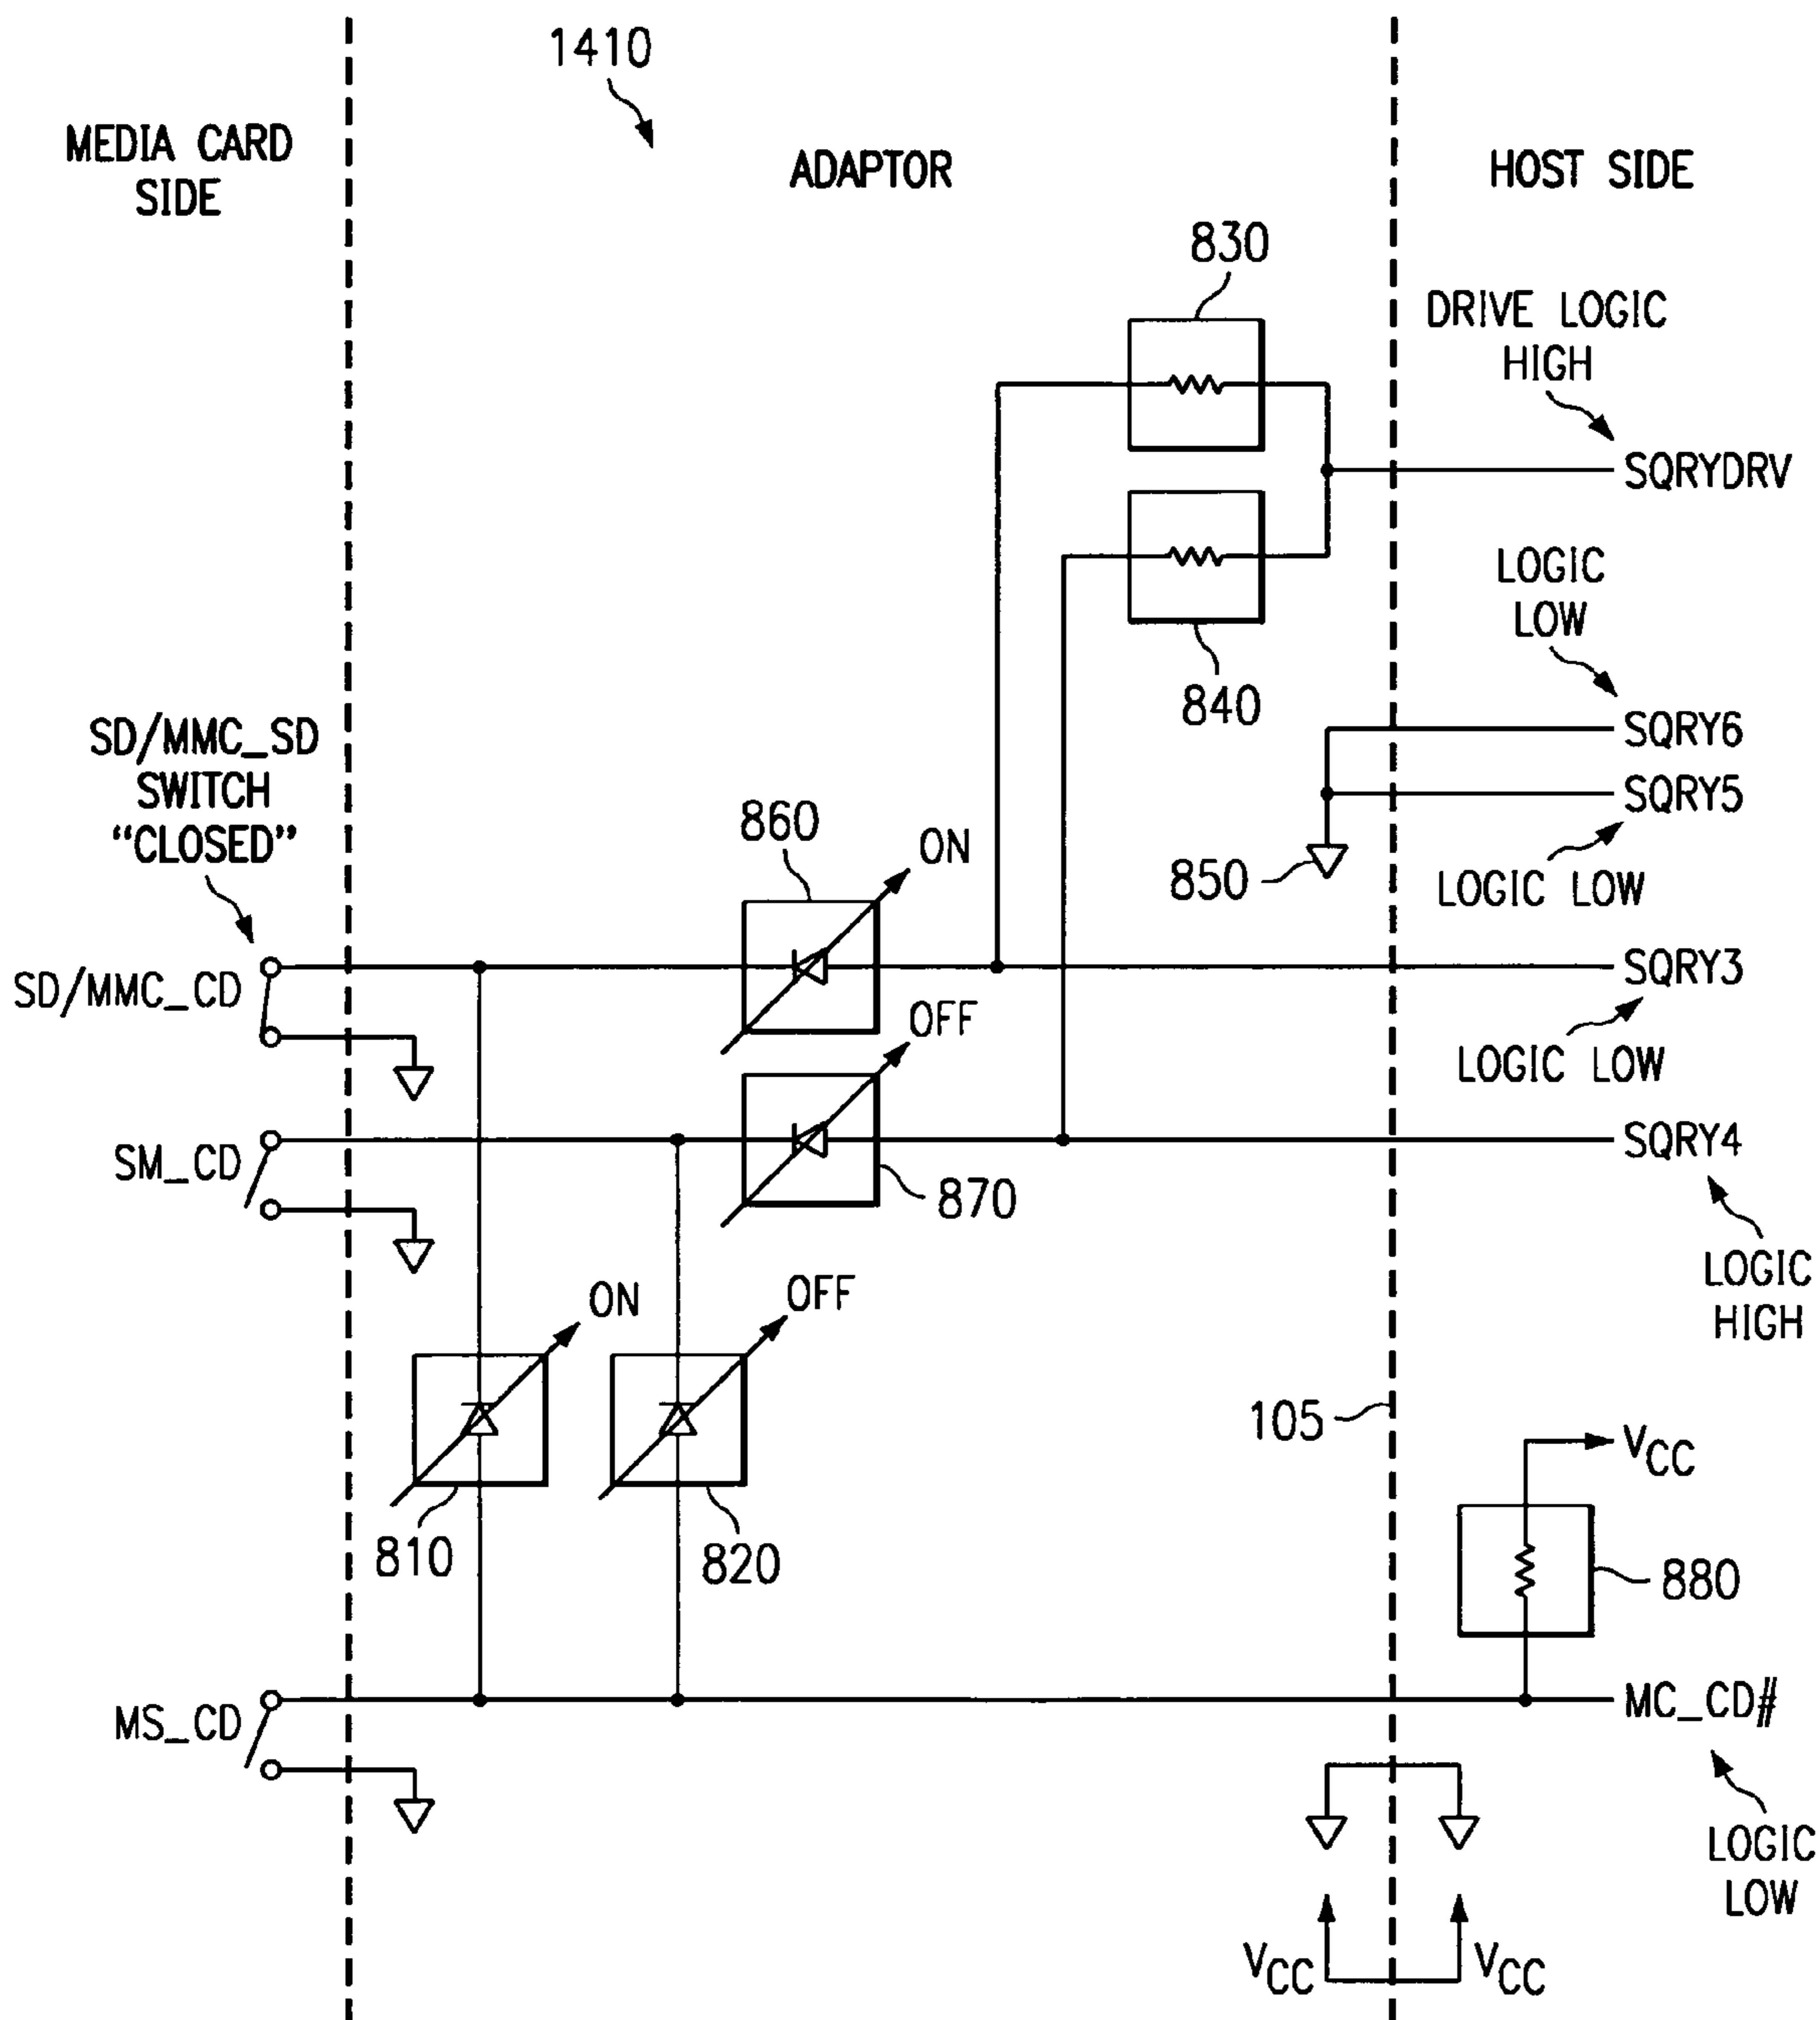 1410
MEDIA CARD
SIDE
ADAPTOR
HOST SIDE
830
DRIVE LOGIC
HIGH
SQRYDRV
840
LOGIC
LOW
SQRY6
SQRY5
850
LOGIC LOW
SD/MMC_SD
SWITCH
“CLOSED”
860
ON
SD/MMC_CD
SQRY3
OFF
LOGIC LOW
SM_CD
SQRY4
870
LOGIC
HIGH
ON
OFF
105
VCC
810
820
880
MS_CD
MC_CD#
LOGIC
LOW
VCC
VCC